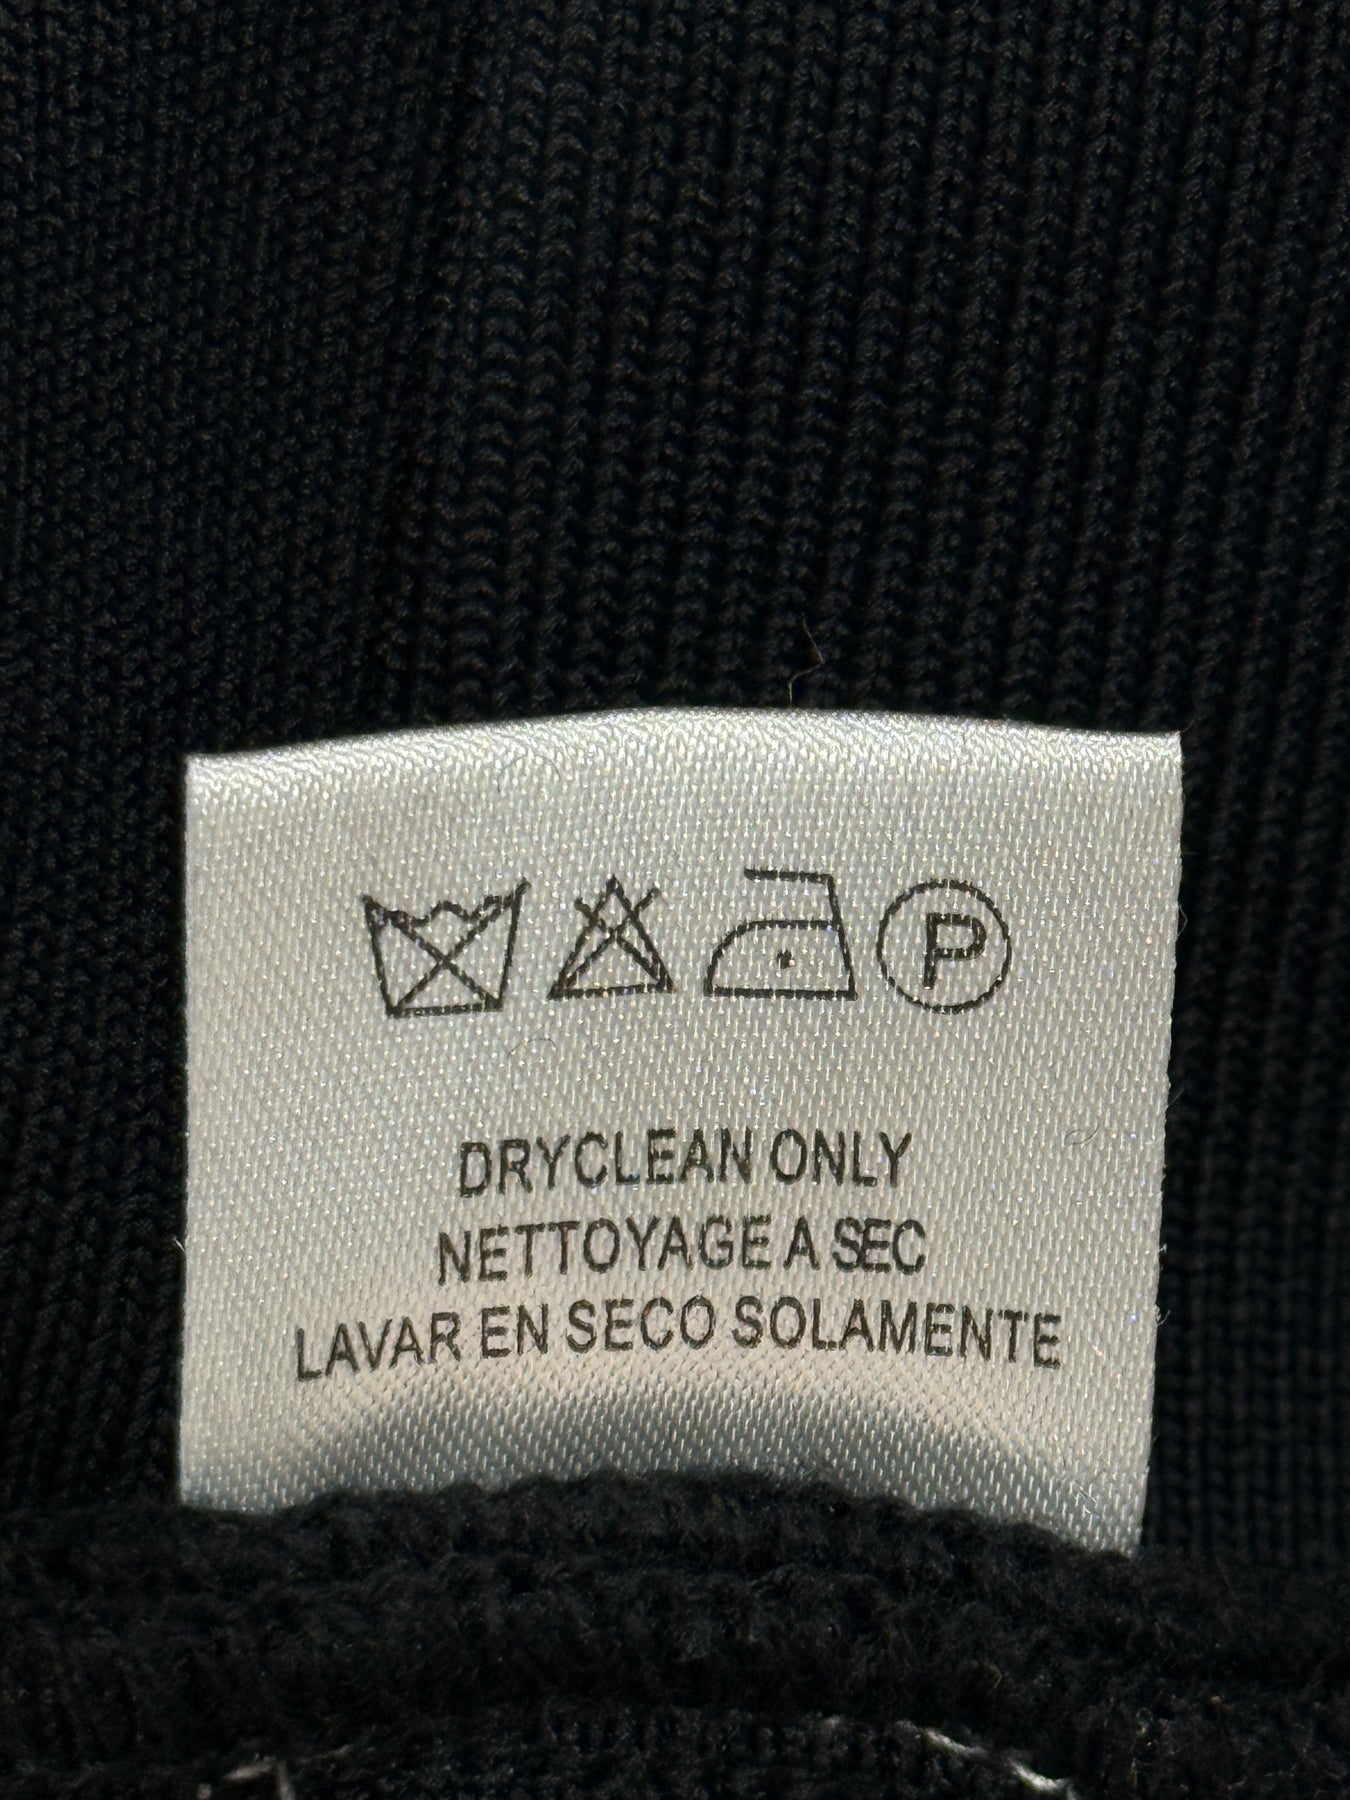 P
DRYCLEAN ONLY
NETTOYAGE A SEC
LAVAR EN SECO SOLAMENTE